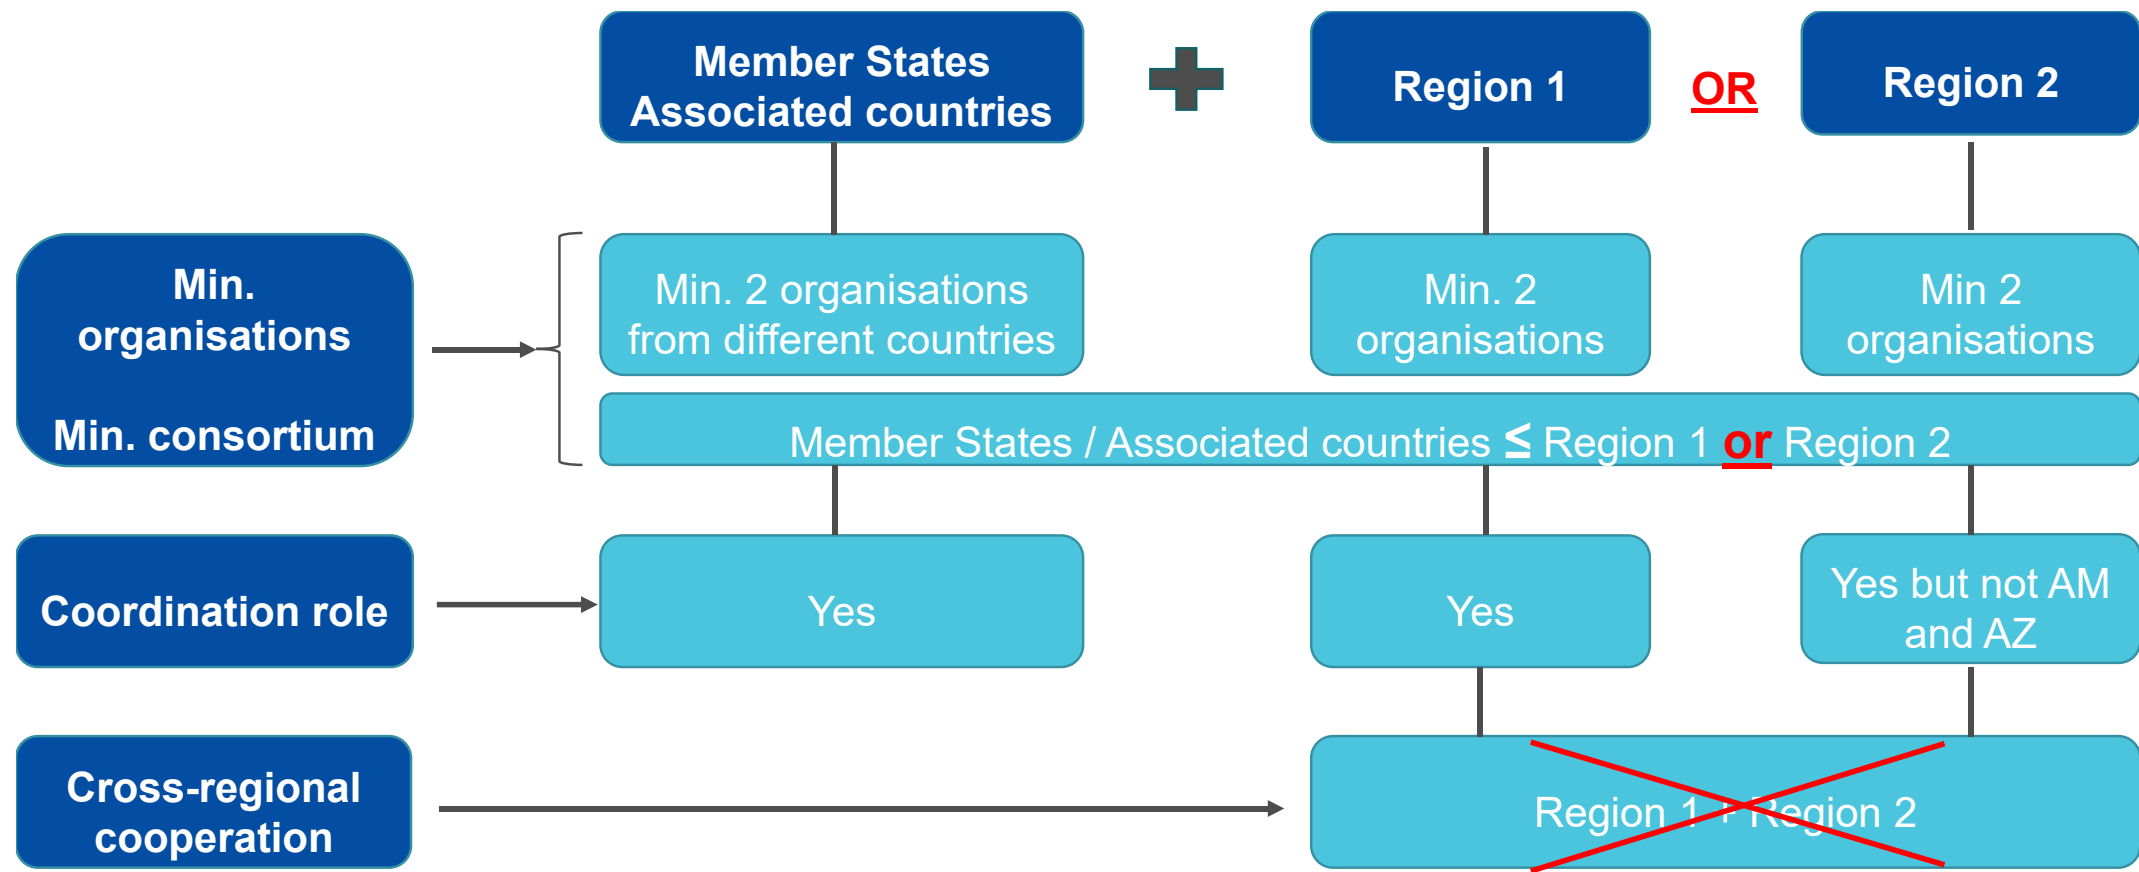 Member States
Associated countries
Region 1
OR
Region 2
Min.
organisations
Min. consortium
Min. 2 organisations
from different countries
Min. 2
organisations
Min 2
organisations
Member States / Associated countries ≤ Region 1 or Region 2
Coordination role
Yes
Yes
Yes but not AM
and AZ
Cross-regional
cooperation
Region 1 + Region 2